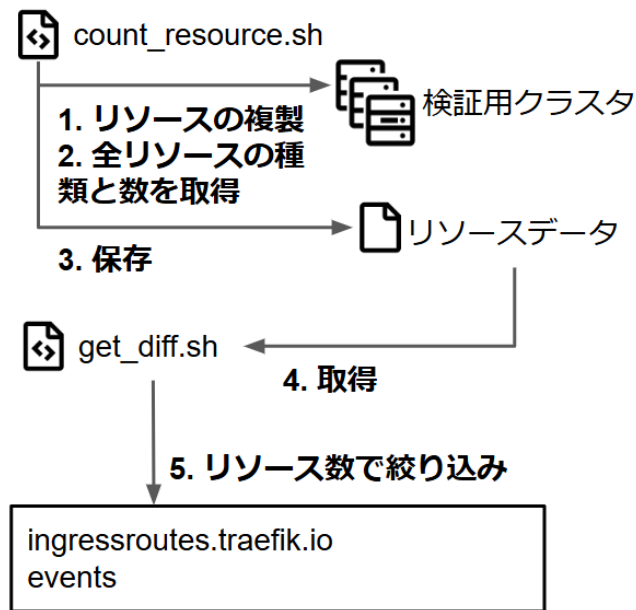 count_resource.sh
1. リソースの複製
2. 全リソースの種
類と数を取得
検証用クラスタ
3. 保存
リソースデータ
get_diff.sh
4. 取得
5. リソース数で絞り込み
ingressroutes.traefik.io
events